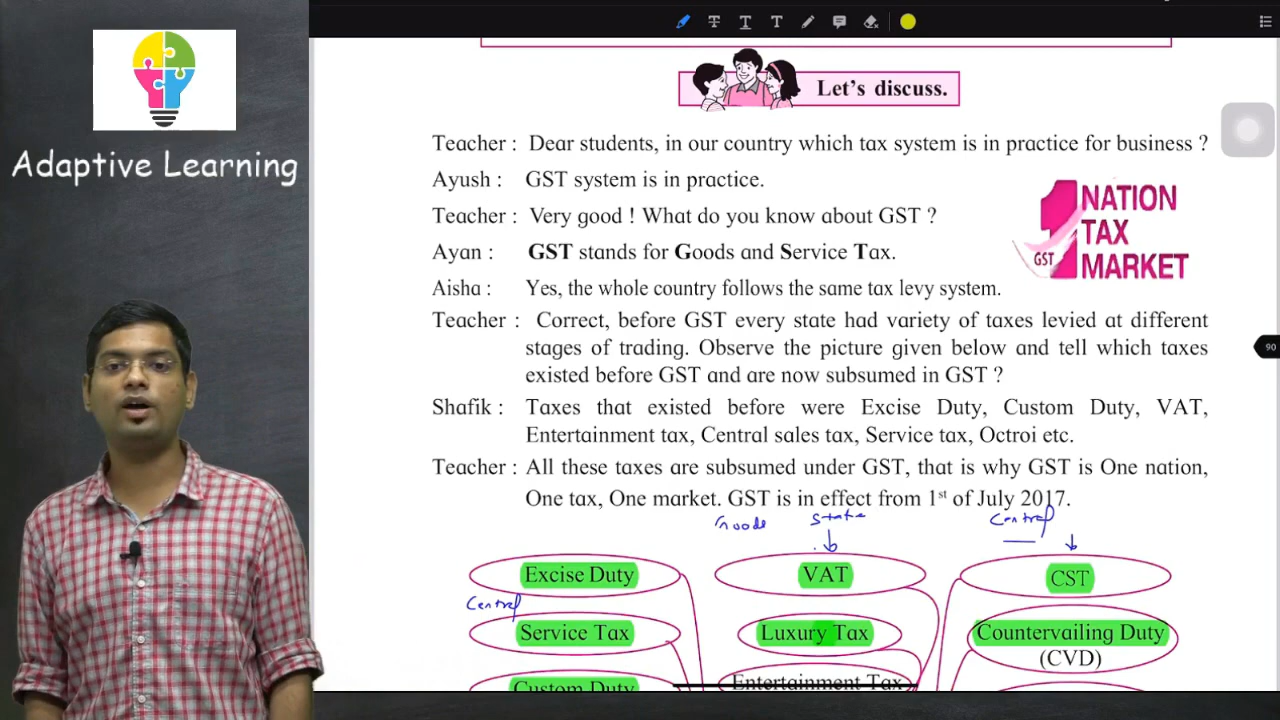 Adaptive Learning
Let's discuss.
Teacher : Dear students, in our country which tax system is in practice for business ?
Ayush : GST system is in practice.
Teacher : Very good ! What do you know about GST ?
Ayan : GST stands for Goods and Service Tax.
Aisha : Yes, the whole country follows the same tax levy system.
1 NATION
TAX
MARKET
GST
Teacher : Correct, before GST every state had variety of taxes levied at different
stages of trading. Observe the picture given below and tell which taxes
existed before GST and are now subsumed in GST ?
Shafik : Taxes that existed before were Excise Duty, Custom Duty, VAT,
Entertainment tax, Central sales tax, Service tax, Octroi etc.
Teacher : All these taxes are subsumed under GST, that is why GST is One nation,
One tax, One market. GST is in effect from 1st of July 2017.
Goods State Central
Excise Duty VAT CST
Central
Service Tax Luxury Tax Countervailing Duty
(CVD)
Custom Duty Entertainment Tax
90